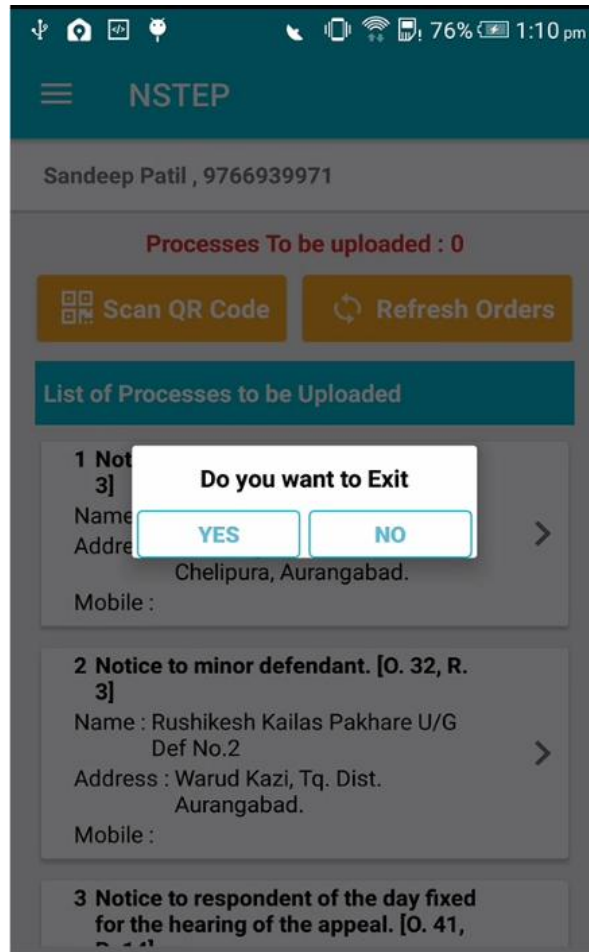 76% 1:10 pm
NSTEP
Sandeep Patil , 9766939971
Processes To be uploaded : 0
Scan QR Code
Refresh Orders
List of Processes to be Uploaded
1 Not
3]
Name
Addre
Chelipura, Aurangabad.
Mobile :
Do you want to Exit
YES NO
2 Notice to minor defendant. [O. 32, R.
3]
Name : Rushikesh Kailas Pakhare U/G
Def No.2
Address : Warud Kazi, Tq. Dist.
Aurangabad.
Mobile :
3 Notice to respondent of the day fixed
for the hearing of the appeal. [O. 41,